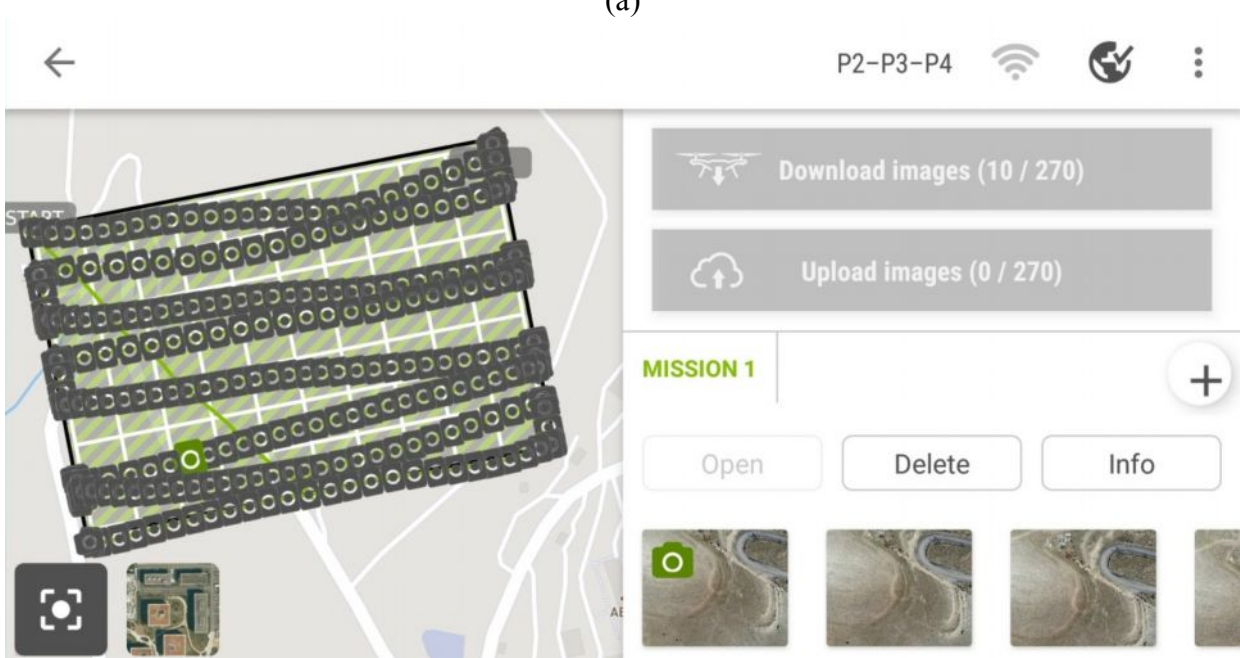 (a)
P2–P3–P4
START
Download images (10 / 270)
Upload images (0 / 270)
MISSION 1
+
Open
Delete
Info